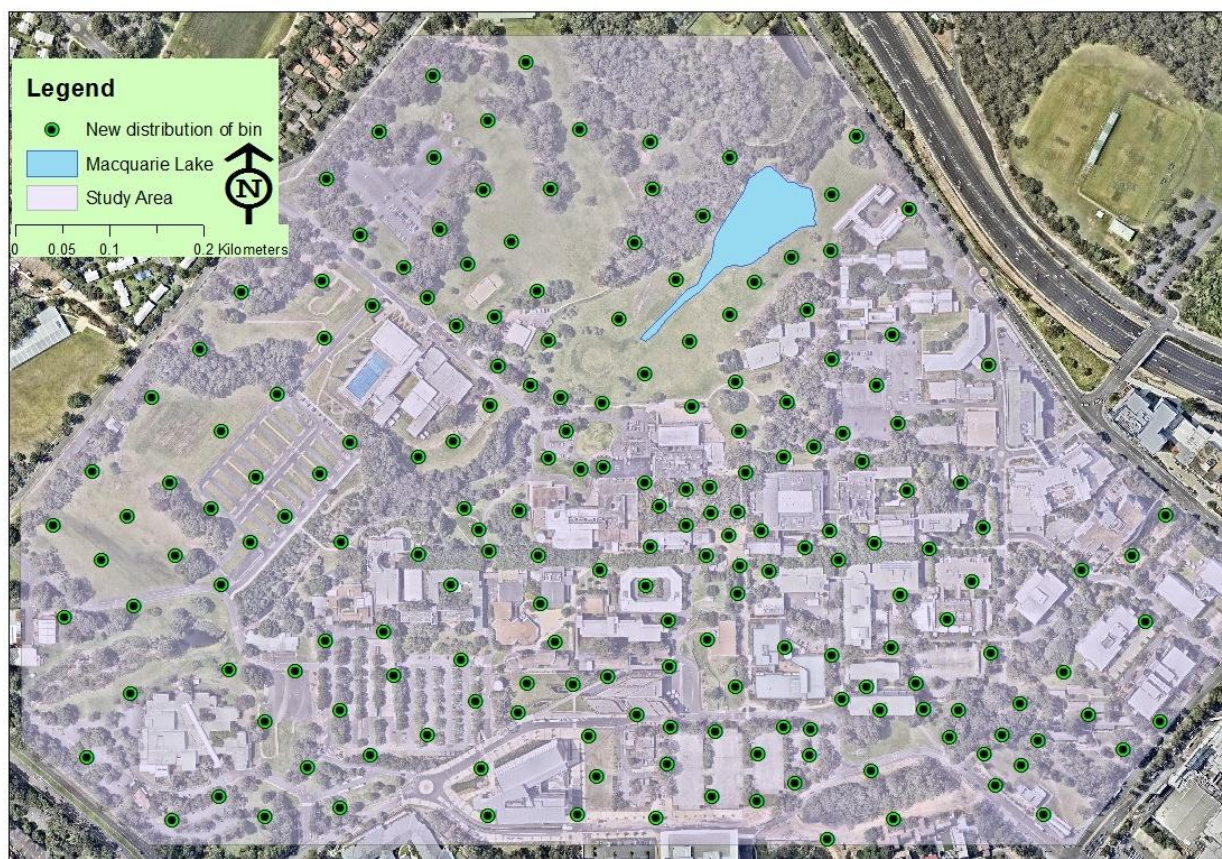 Legend
New distribution of bin
Macquarie Lake
Study Area
N
0 0.05 0.1 0.2 Kilometers